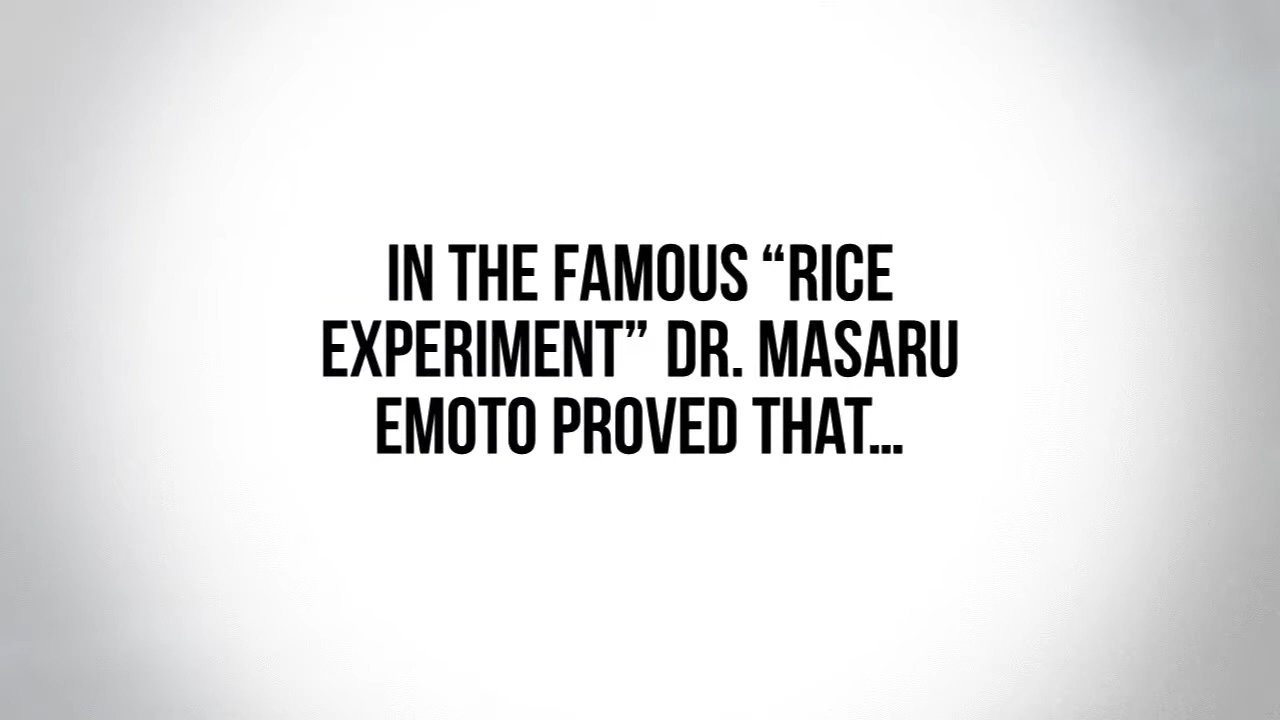 IN THE FAMOUS “RICE
EXPERIMENT” DR. MASARU
EMOTO PROVED THAT...